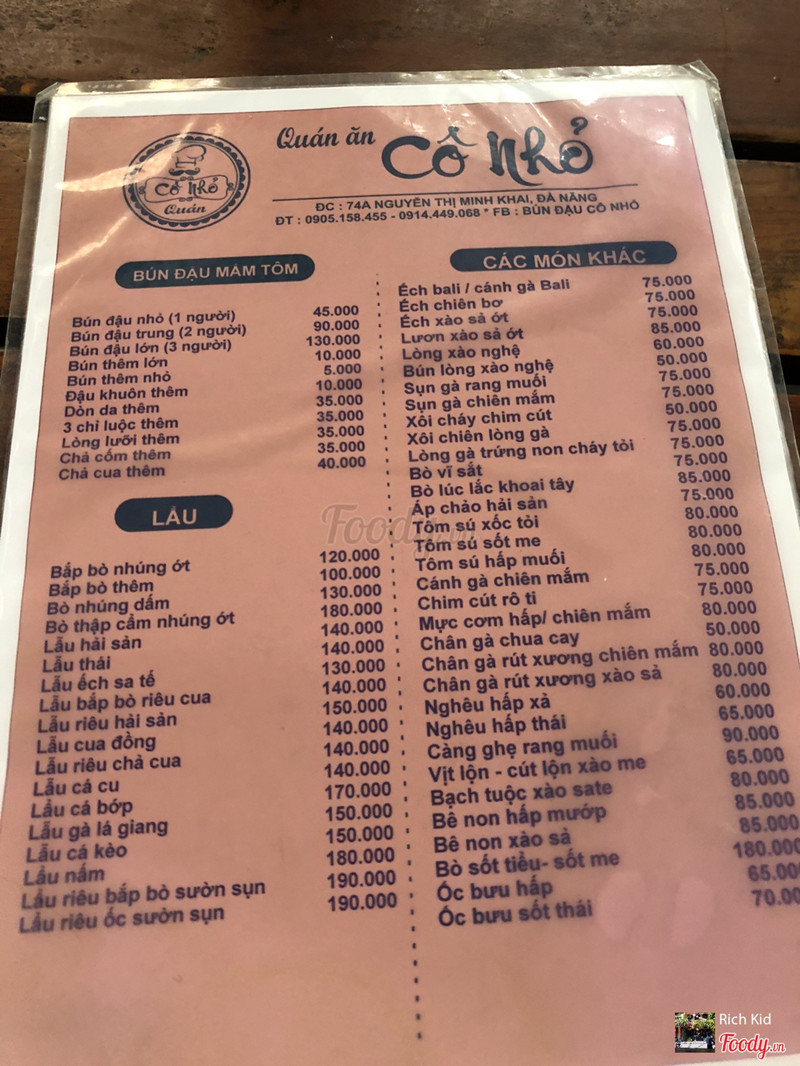 Cô Nhỏ
Quán
Quán ăn Cô Nhỏ
ĐC : 74A NGUYỄN THỊ MINH KHAI, ĐÀ NẴNG
ĐT : 0905.158.455 - 0914.449.068 * FB : BÚN ĐẬU CÔ NHỎ
BÚN ĐẬU MẮM TÔM
Bún đậu nhỏ (1 người) 45.000
Bún đậu trung (2 người) 90.000
Bún đậu lớn (3 người) 130.000
Bún thêm lớn 10.000
Bún thêm nhỏ 5.000
Đậu khuôn thêm 10.000
Dồn da thêm 35.000
3 chỉ luộc thêm 35.000
Lòng lưỡi thêm 35.000
Chả cốm thêm 35.000
Chả cua thêm 40.000
LẨU
Bắp bò nhúng ớt 120.000
Bắp bò thêm 100.000
Bò nhúng dấm 130.000
Bò thập cẩm nhúng ớt 180.000
Lẩu hải sản 140.000
Lẩu thái 140.000
Lẩu ếch sa tế 130.000
Lẩu bắp bò riêu cua 140.000
Lẩu riêu hải sản 150.000
Lẩu cua đồng 140.000
Lẩu riêu chả cua 140.000
Lẩu cá cu 140.000
Lẩu cá bớp 170.000
Lẩu gà lá giang 150.000
Lẩu cá kèo 150.000
Lẩu nấm 180.000
Lẩu riêu bắp bò sườn sụn 190.000
Lẩu riêu ốc sườn sụn 190.000
CÁC MÓN KHÁC
Ếch bali / cánh gà Bali 75.000
Ếch chiên bơ 75.000
Ếch xào sả ớt 75.000
Lươn xào sả ớt 85.000
Lòng xào nghệ 60.000
Bún lòng xào nghệ 50.000
Sụn gà rang muối 75.000
Sụn gà chiên mắm 75.000
Xôi cháy chim cút 50.000
Xôi chiên lòng gà 75.000
Lòng gà trứng non cháy tỏi 75.000
Bò vĩ sắt 75.000
Bò lúc lắc khoai tây 85.000
Áp chảo hải sản 75.000
Tôm sú xốc tỏi 80.000
Tôm sú sốt me 80.000
Tôm sú hấp muối 80.000
Cánh gà chiên mắm 75.000
Chim cút rô ti 75.000
Mực cơm hấp/ chiên mắm 80.000
Chân gà chua cay 50.000
Chân gà rút xương chiên mắm 80.000
Chân gà rút xương xào sả 80.000
Nghêu hấp xả 60.000
Nghêu hấp thái 65.000
Càng ghẹ rang muối 90.000
Vịt lộn - cút lộn xào me 65.000
Bạch tuộc xào sate 80.000
Bê non hấp mướp 85.000
Bê non xào sả 85.000
Bò sốt tiều- sốt me 180.000
Ốc bưu hấp 65.000
Ốc bưu sốt thái 70.00
Foody.vn
Rich Kid
Foody.vn